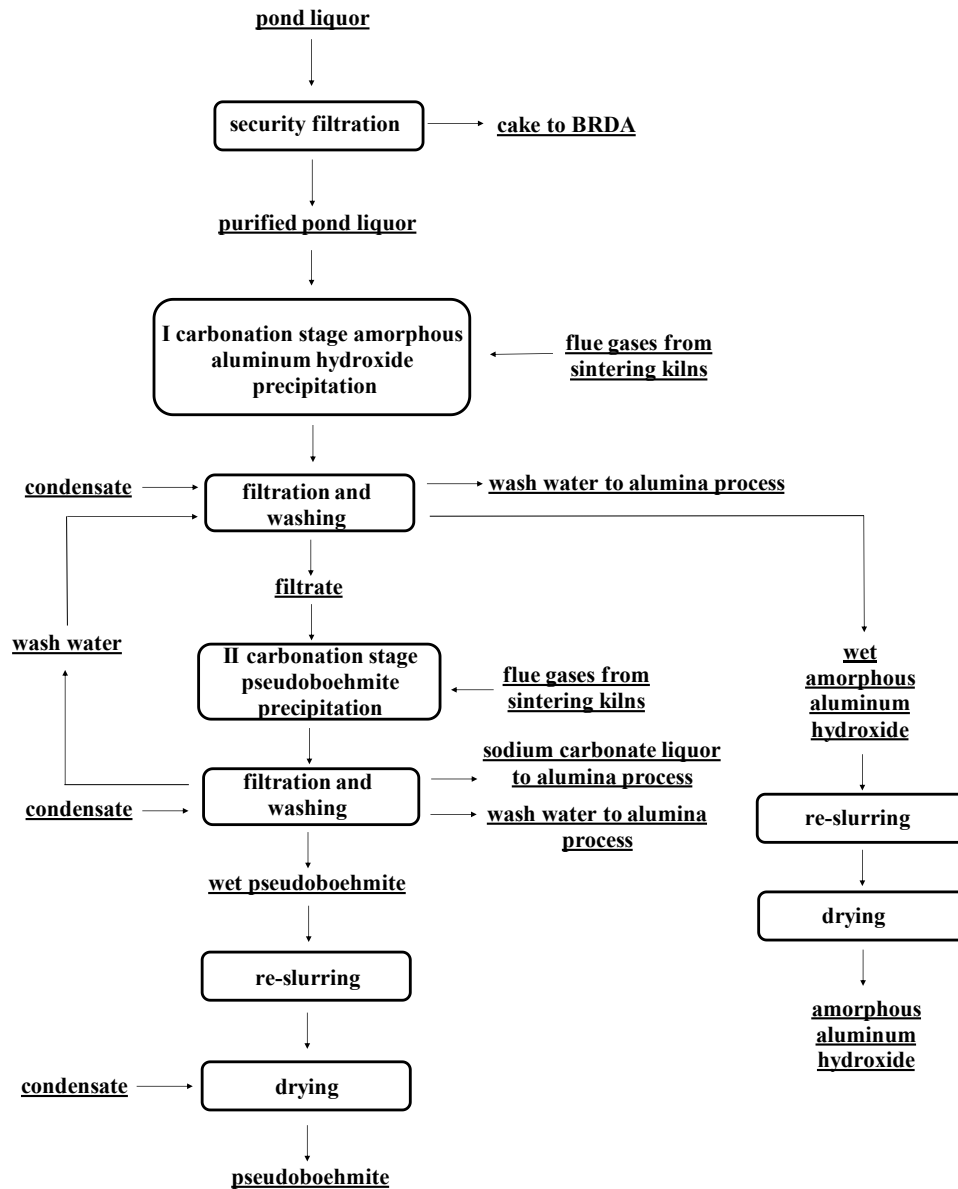 pond liquor
security filtration
cake to BRDA
purified pond liquor
I carbonation stage amorphous
aluminum hydroxide
precipitation
flue gases from
sintering kilns
condensate
filtration and
washing
wash water to alumina process
filtrate
wash water
II carbonation stage
pseudoboehmite
precipitation
flue gases from
sintering kilns
wet
amorphous
aluminum
hydroxide
sodium carbonate liquor
to alumina process
filtration and
washing
condensate
wash water to alumina
process
re-slurring
wet pseudoboehmite
drying
re-slurring
amorphous
aluminum
hydroxide
condensate
drying
pseudoboehmite